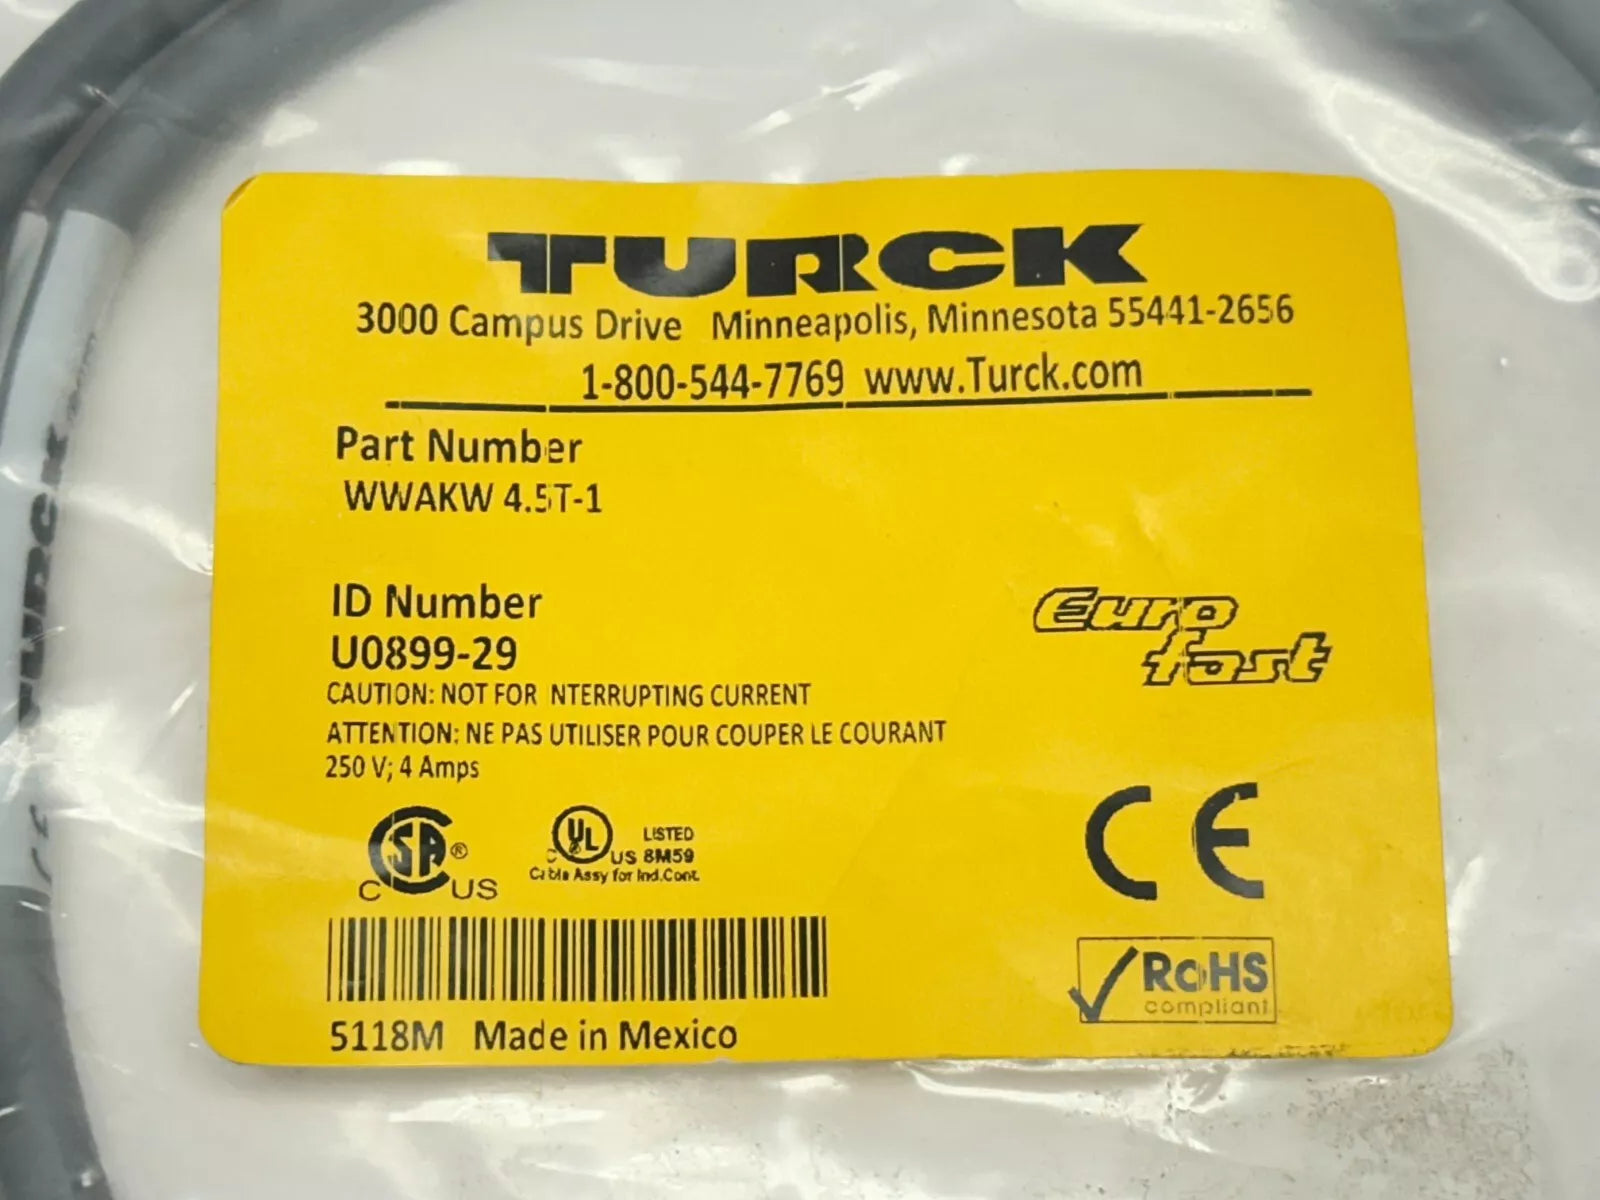 TURCK
3000 Campus Drive Minneapolis, Minnesota 55441-2656
1-800-544-7769 www.Turck.com
Part Number
WWAKW 4.5T-1
ID Number
U0899-29
CAUTION: NOT FOR NTERRUPTING CURRENT
ATTENTION: NE PAS UTILISER POUR COUPER LE COURANT
250 V; 4 Amps
Euro
fast
CSA ®
C US
C UL US LISTED
8M59
Cable Assy for Ind.Cont.
CE
RoHS
compliant
5118M Made in Mexico
TURCK